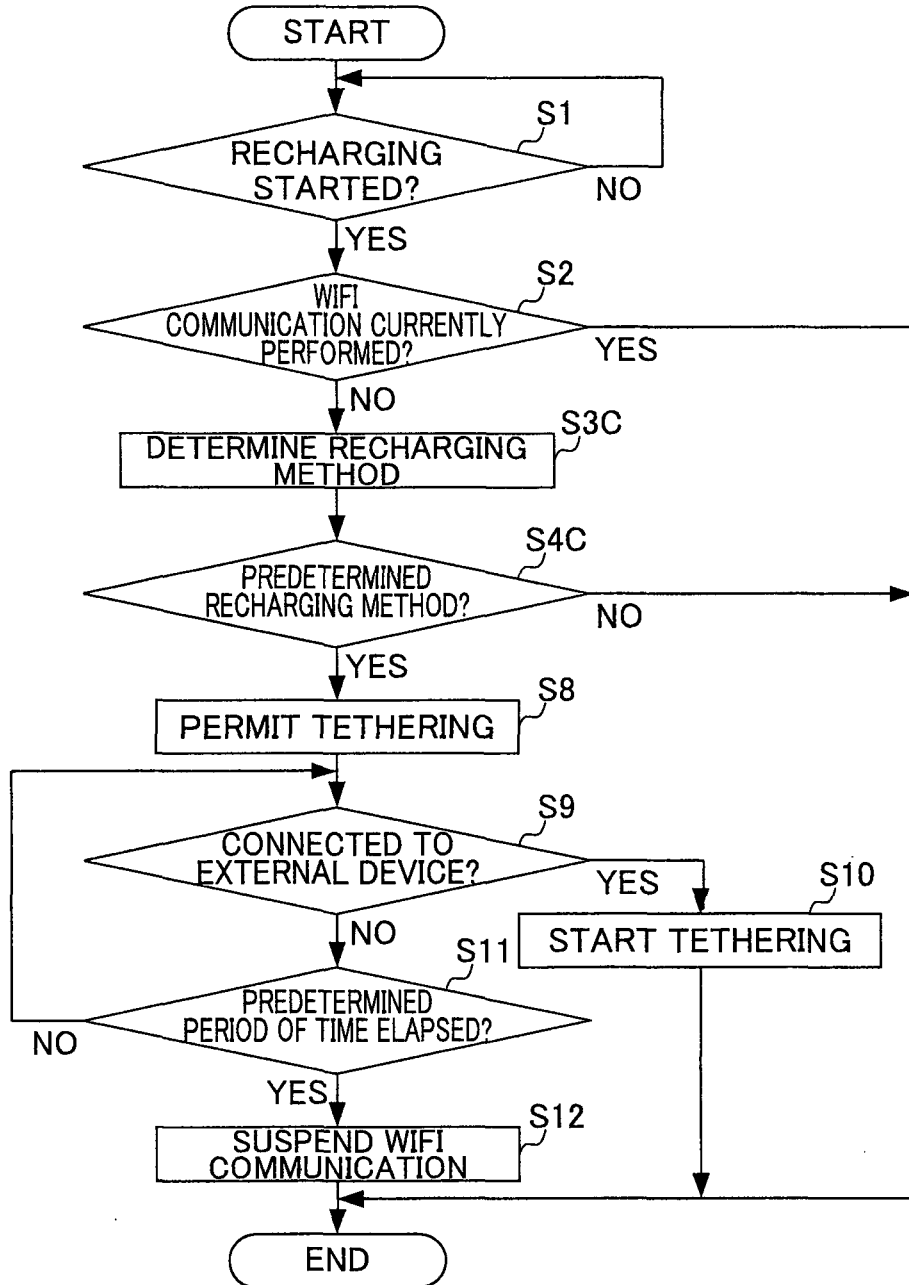 START
S1
RECHARGING
STARTED?
NO
YES
S2
WIFI
COMMUNICATION CURRENTLY
PERFORMED?
YES
NO
S3C
DETERMINE RECHARGING
METHOD
S4C
PREDETERMINED
RECHARGING METHOD?
NO
YES
S8
PERMIT TETHERING
S9
CONNECTED TO
EXTERNAL DEVICE?
YES
S10
START TETHERING
NO
S11
PREDETERMINED
PERIOD OF TIME ELAPSED?
NO
YES
S12
SUSPEND WIFI
COMMUNICATION
END